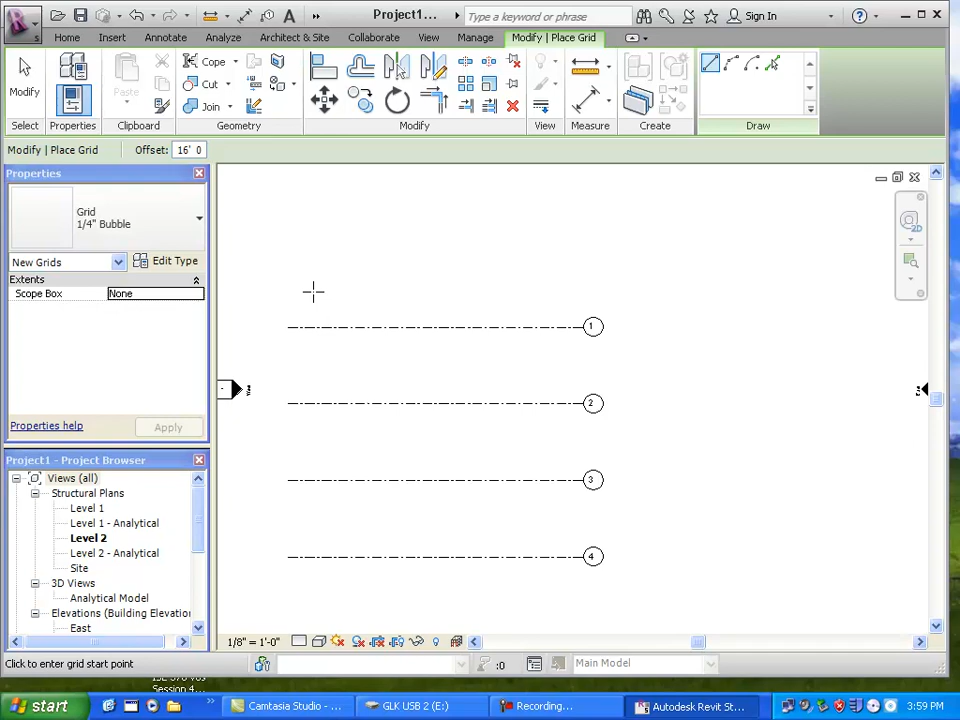 Project1...
Type a keyword or phrase
Sign In
Home
Insert
Annotate
Analyze
Architect & Site
Collaborate
View
Manage
Modify | Place Grid
Modify
Paste
Cope
Cut
Join
Select
Properties
Clipboard
Geometry
Modify
View
Measure
Create
Draw
Modify | Place Grid
Offset:
16' 0
Properties
Grid
1/4" Bubble
New Grids
Edit Type
Extents
Scope Box
None
Properties help
Apply
Project1 - Project Browser
Views (all)
Structural Plans
Level 1
Level 1 - Analytical
Level 2
Level 2 - Analytical
Site
3D Views
Analytical Model
Elevations (Building Elevation
East
1
2
3
4
2D
1/8" = 1'-0"
Click to enter grid start point
:0
Main Model
Session 4...
start
Camtasia Studio - ...
GLK USB 2 (E:)
Recording...
Autodesk Revit St...
3:59 PM